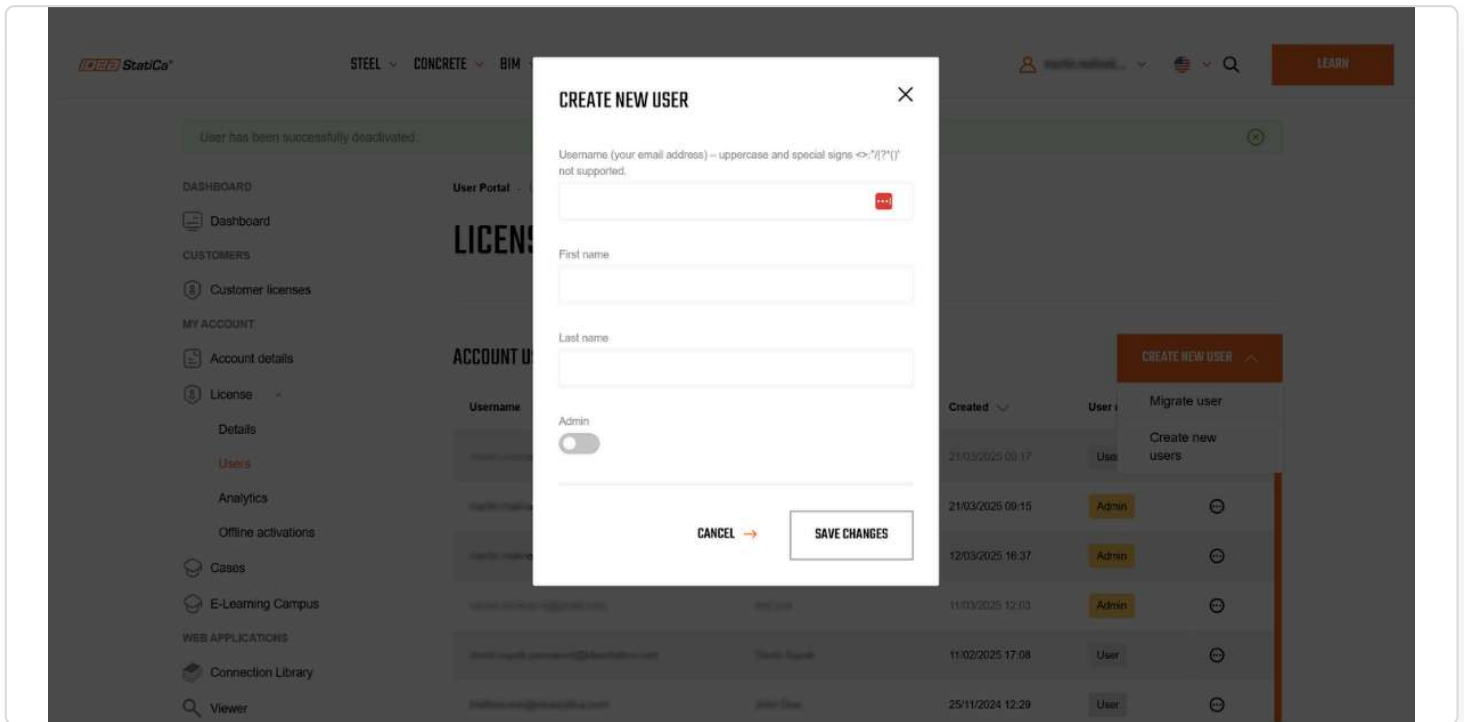 IDEA StatiCa®
STEEL CONCRETE BIM
LEARN
User has been successfully deactivated.
DASHBOARD
Dashboard
CUSTOMERS
Customer licenses
MY ACCOUNT
Account details
License
Details
Users
Analytics
Offline activations
Cases
E-Learning Campus
WEB APPLICATIONS
Connection Library
Viewer
User Portal
LICENS
ACCOUNT U
CREATE NEW USER
Migrate user
Create new
users
Username Created User
21/03/2025 09:17 Use
21/03/2025 09:15 Admin
12/03/2025 16:37 Admin
11/03/2025 12:03 Admin
11/02/2025 17:08 User
25/11/2024 12:29 User
CREATE NEW USER
Username (your email address) – uppercase and special signs <>:"/|?*()'
not supported.
First name
Last name
Admin
CANCEL → SAVE CHANGES